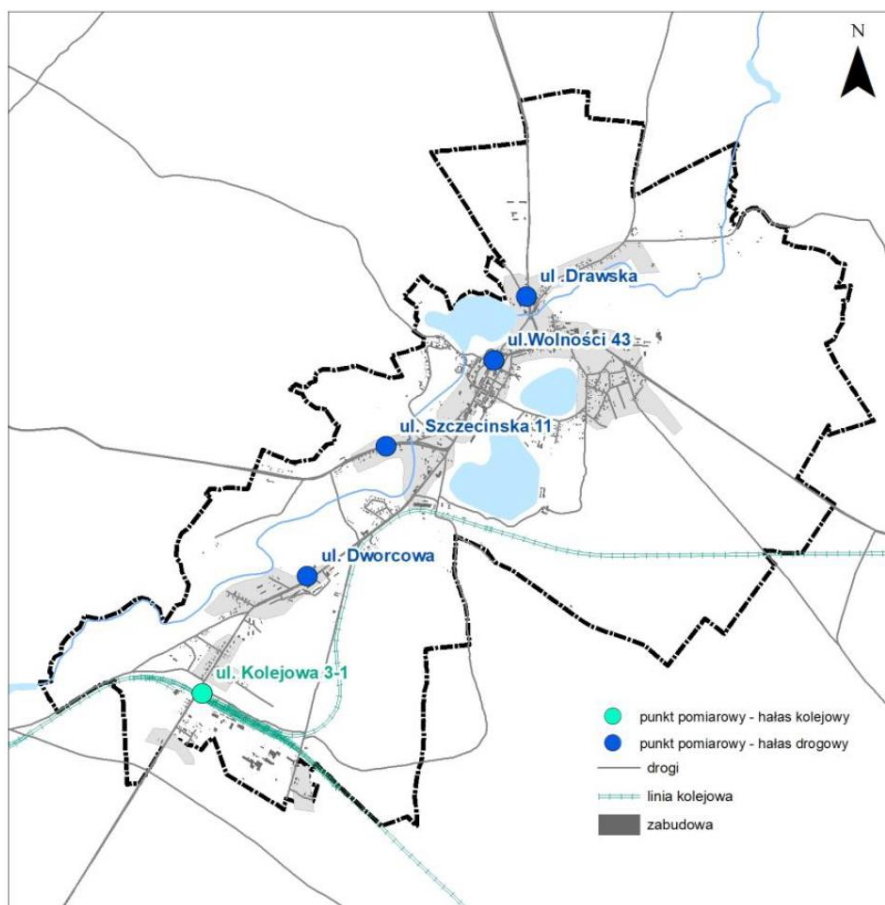 N
ul .Drawska
ul.Wolności 43
ul. Szczecinska 11
ul. Dworcowa
ul. Kolejowa 3-1
punkt pomiarowy - hałas kolejowy
punkt pomiarowy - hałas drogowy
drogi
linia kolejowa
zabudowa